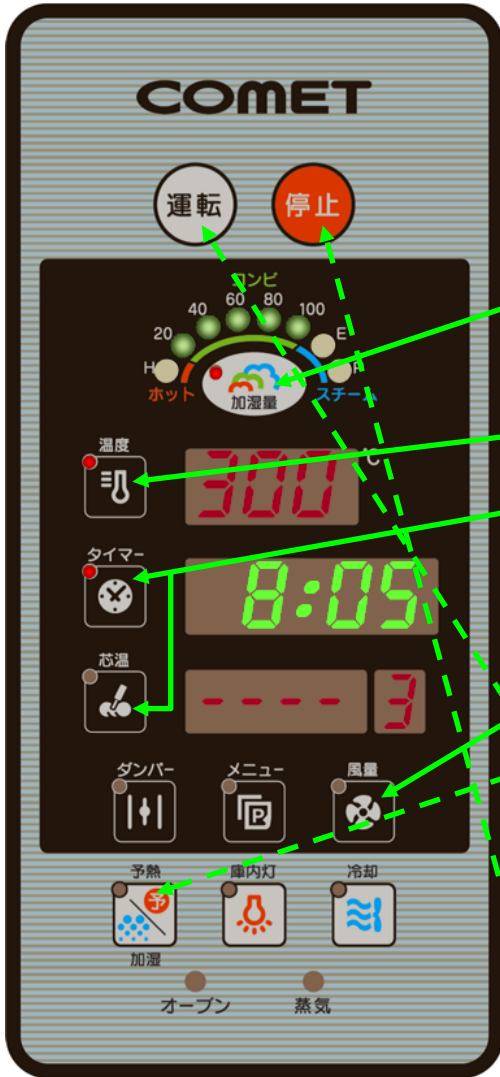 COMET
運転 停止
コンビ
20 40 60 80 100
H E P
ホット 加湿量 スチーム
温度
300 ℃
タイマー
8:05
芯温
---- 3
ダンパー メニュー 風量
P
予熱 庫内灯 冷却
予
加湿
オーブン 蒸気